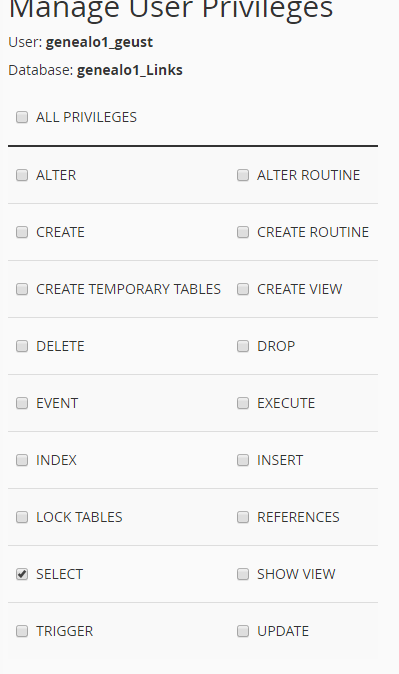 Manage User Privileges
User: genealo1_geust
Database: genealo1_Links
ALL PRIVILEGES
ALTER ALTER ROUTINE
CREATE CREATE ROUTINE
CREATE TEMPORARY TABLES CREATE VIEW
DELETE DROP
EVENT EXECUTE
INDEX INSERT
LOCK TABLES REFERENCES
SELECT SHOW VIEW
TRIGGER UPDATE